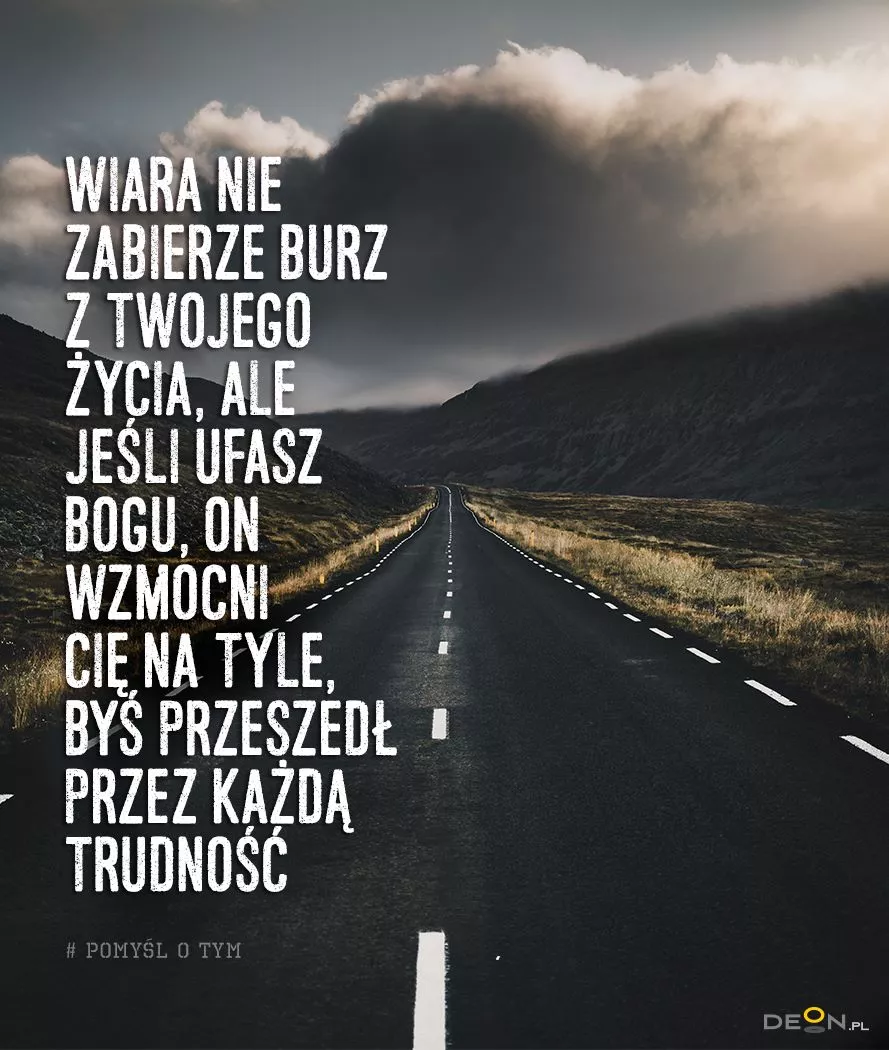 WIARA NIE
ZABIERZE BURZ
Z TWOJEGO
ŻYCIA, ALE
JEŚLI UFASZ
BOGU, ON
WZMOCNI
CIĘ NA TYLE,
BYŚ PRZESZEDŁ
PRZEZ KAŻDĄ
TRUDNOŚĆ
# POMYŚL O TYM
DEON.PL